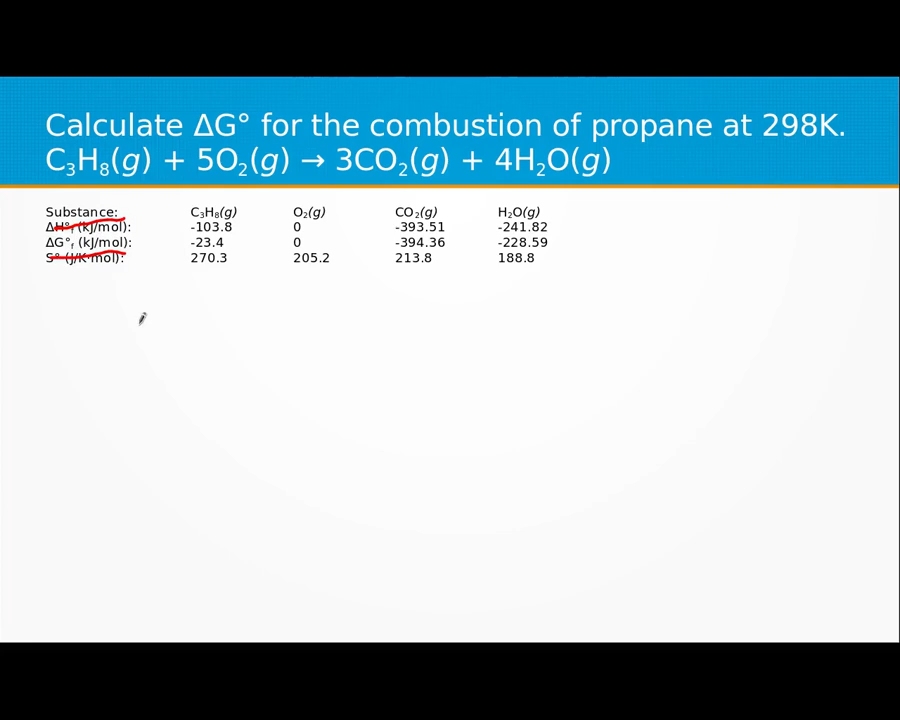 Calculate ΔG° for the combustion of propane at 298K.
C₃H₈(g) + 5O₂(g) → 3CO₂(g) + 4H₂O(g)
Substance: C₃H₈(g) O₂(g) CO₂(g) H₂O(g)
ΔH°f (kJ/mol): -103.8 0 -393.51 -241.82
ΔG°f (kJ/mol): -23.4 0 -394.36 -228.59
S° (J/K·mol): 270.3 205.2 213.8 188.8